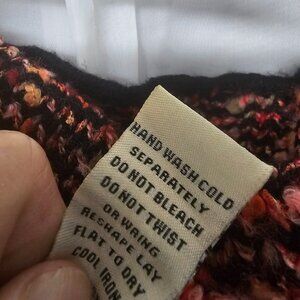 HAND WASH COLD
SEPARATELY
DO NOT BLEACH
DO NOT TWIST
OR WRING
RESHAPE LAY
FLAT TO DRY
COOL IRON